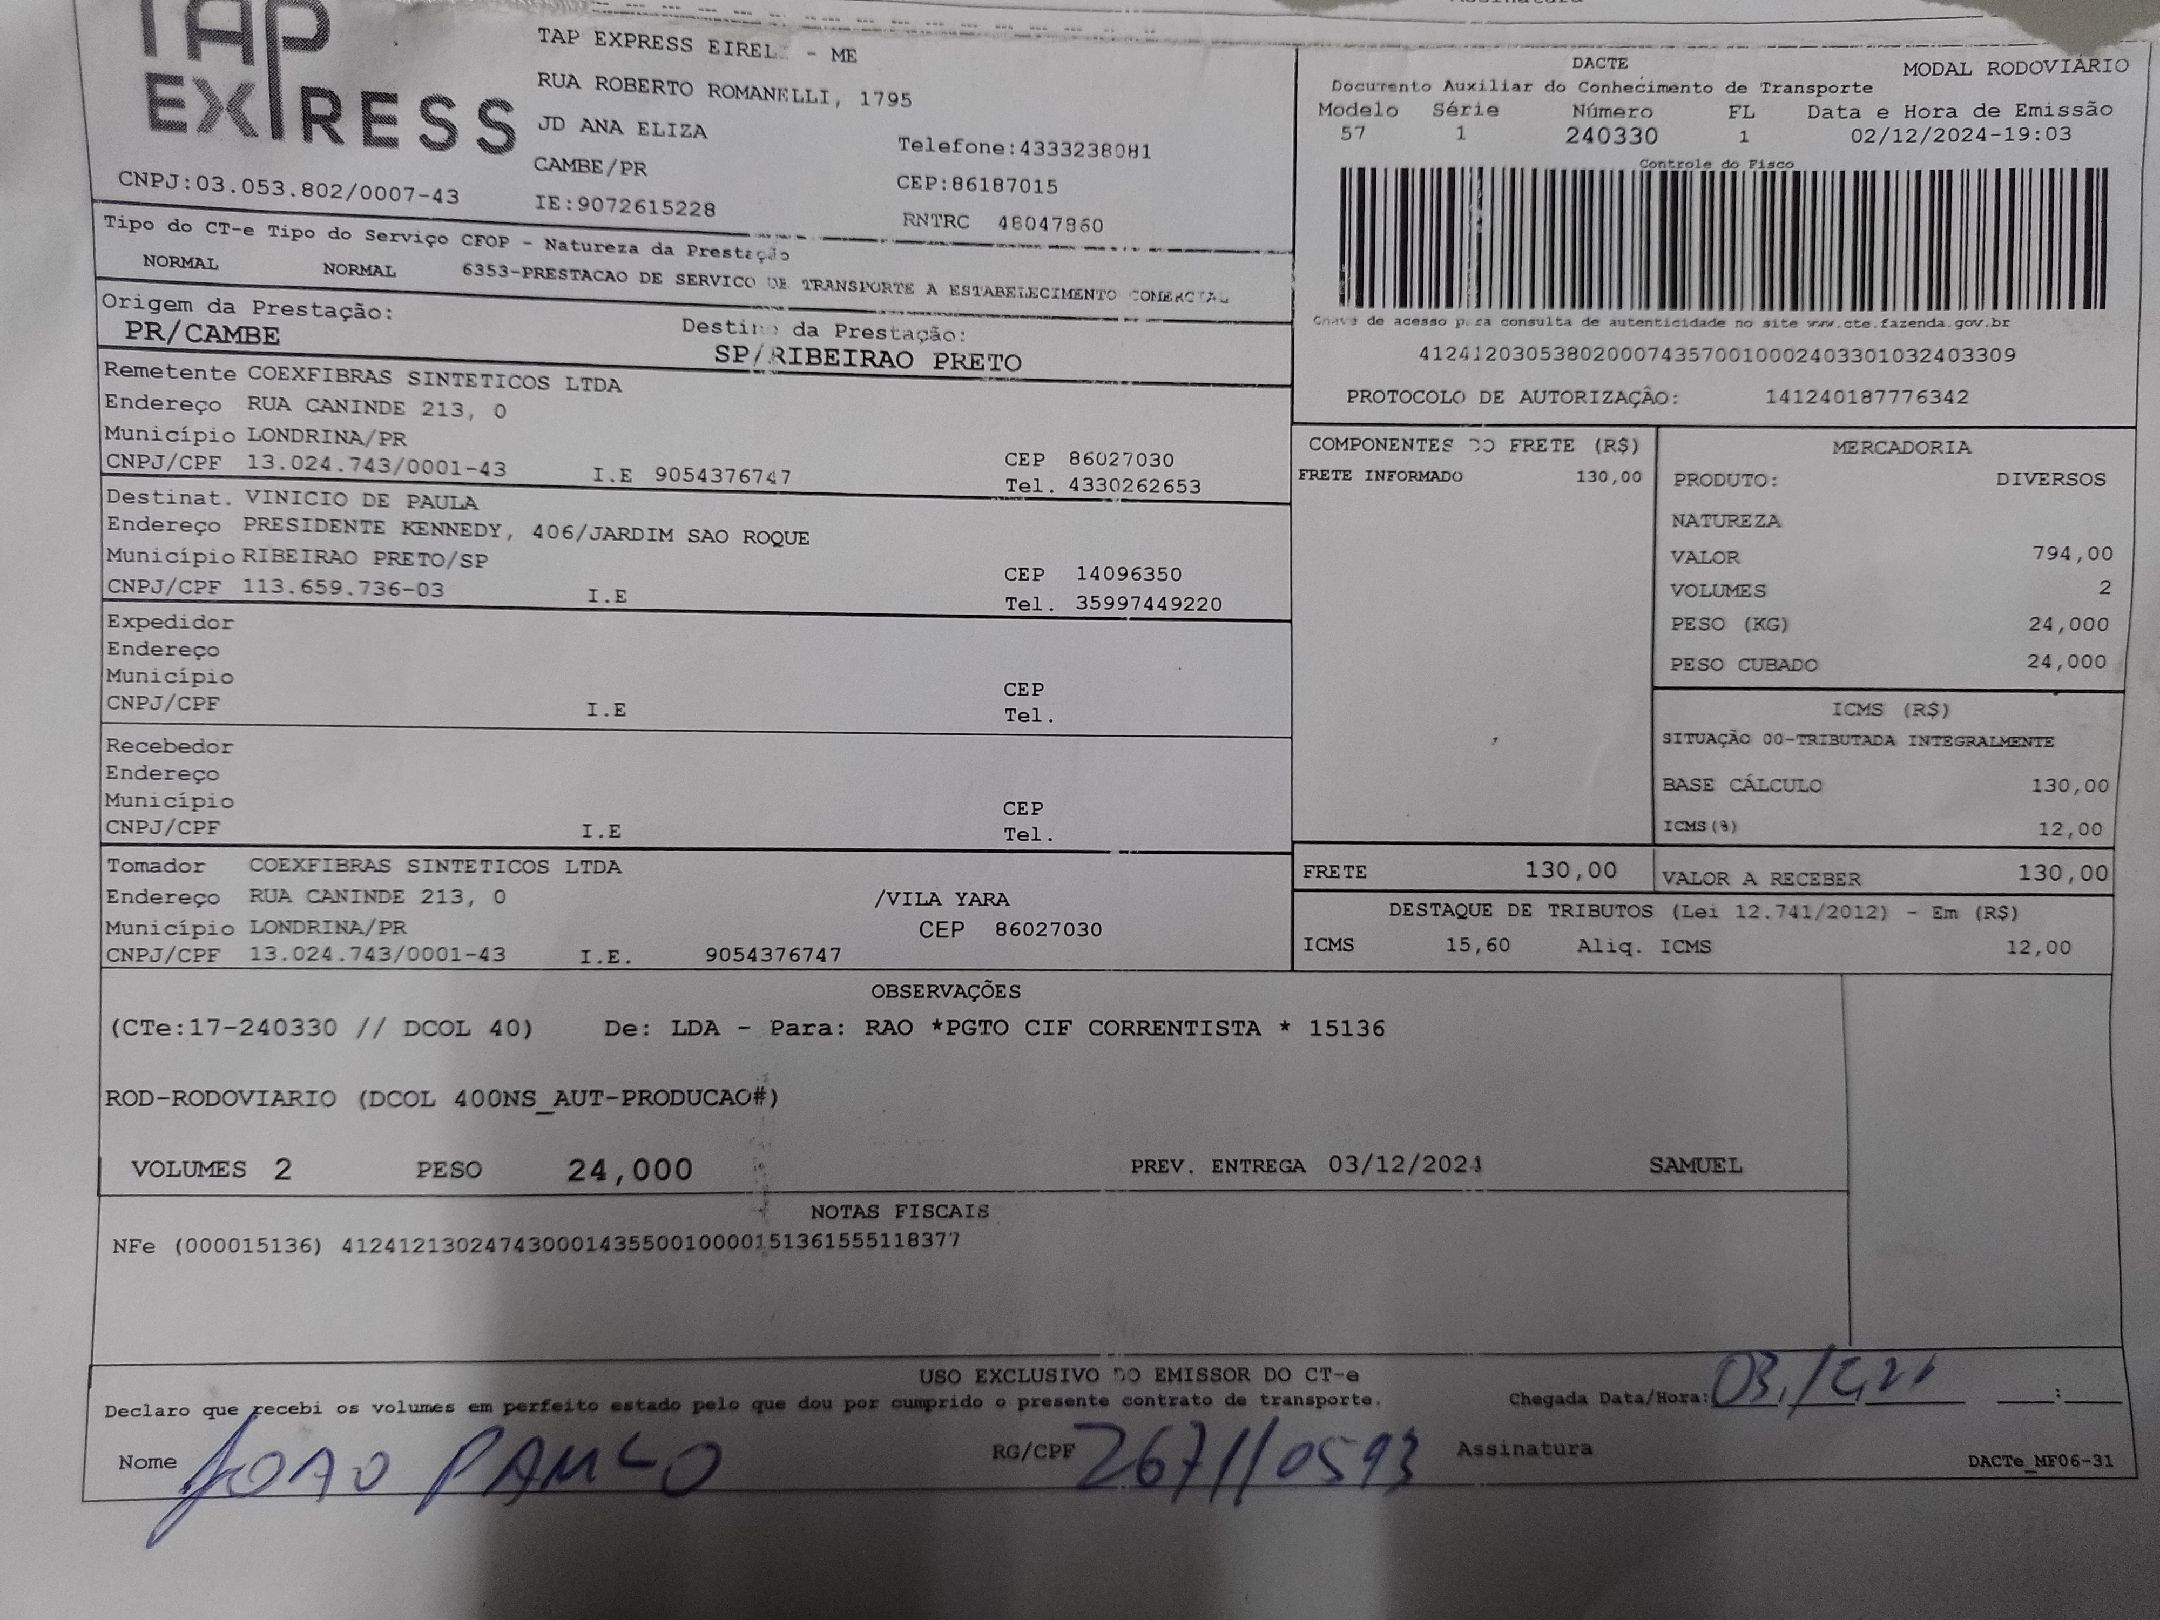 TAP
EXPRESS
TAP EXPRESS EIREL - ME
RUA ROBERTO ROMANELLI, 1795
JD ANA ELIZA
Telefone:4333238081
CAMBE/PR
CEP:86187015
CNPJ:03.053.802/0007-43
IE:9072615228
RNTRC 48047860
DACTE
MODAL RODOVIÁRIO
Documento Auxiliar do Conhecimento de Transporte
Modelo Série Número FL Data e Hora de Emissão
57 1 240330 1 02/12/2024-19:03
Controle do Fisco
Chave de acesso para consulta de autenticidade no site www.cte.fazenda.gov.br
41241203053802000743570010002403301032403309
PROTOCOLO DE AUTORIZAÇÃO: 141240187776342
Tipo do CT-e Tipo do Serviço CFOP - Natureza da Prestação
NORMAL NORMAL 6353-PRESTACAO DE SERVICO DE TRANSPORTE A ESTABELECIMENTO COMERCIAL
Origem da Prestação: Destino da Prestação:
PR/CAMBE SP/RIBEIRAO PRETO
Remetente COEXFIBRAS SINTETICOS LTDA
Endereço RUA CANINDE 213, 0
Município LONDRINA/PR
CEP 86027030
CNPJ/CPF 13.024.743/0001-43 I.E 9054376747
Tel. 4330262653
Destinat. VINICIO DE PAULA
Endereço PRESIDENTE KENNEDY, 406/JARDIM SAO ROQUE
Município RIBEIRAO PRETO/SP
CEP 14096350
CNPJ/CPF 113.659.736-03 I.E
Tel. 35997449220
Expedidor
Endereço
Município
CEP
CNPJ/CPF I.E
Tel.
Recebedor
Endereço
Município
CEP
CNPJ/CPF I.E
Tel.
Tomador COEXFIBRAS SINTETICOS LTDA
Endereço RUA CANINDE 213, 0 /VILA YARA
Município LONDRINA/PR CEP 86027030
CNPJ/CPF 13.024.743/0001-43 I.E. 9054376747
COMPONENTES DO FRETE (R$)
FRETE INFORMADO 130,00
MERCADORIA
PRODUTO: DIVERSOS
NATUREZA
VALOR 794,00
VOLUMES 2
PESO (KG) 24,000
PESO CUBADO 24,000
ICMS (R$)
SITUAÇÃO 00-TRIBUTADA INTEGRALMENTE
BASE CÁLCULO 130,00
ICMS(%) 12,00
FRETE 130,00 VALOR A RECEBER 130,00
DESTAQUE DE TRIBUTOS (Lei 12.741/2012) - Em (R$)
ICMS 15,60 Aliq. ICMS 12,00
OBSERVAÇÕES
(CTe:17-240330 // DCOL 40) De: LDA - Para: RAO *PGTO CIF CORRENTISTA * 15136
ROD-RODOVIARIO (DCOL 400NS_AUT-PRODUCAO#)
VOLUMES 2 PESO 24,000 PREV. ENTREGA 03/12/2024 SAMUEL
NOTAS FISCAIS
NFe (000015136) 41241213024743000143550010000151361555118377
USO EXCLUSIVO DO EMISSOR DO CT-e
Declaro que recebi os volumes em perfeito estado pelo que dou por cumprido o presente contrato de transporte. Chegada Data/Hora: 03 :
Nome JOAO PAULO RG/CPF 267110593 Assinatura DACTe_MF06-31